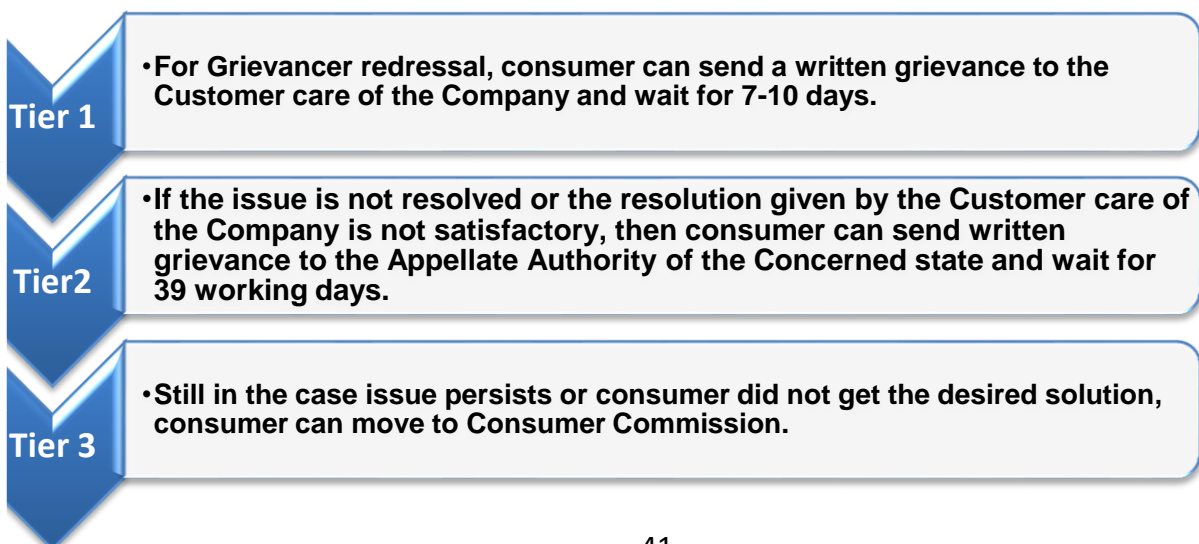 Tier 1
•For Grievancer redressal, consumer can send a written grievance to the
Customer care of the Company and wait for 7-10 days.
Tier2
•If the issue is not resolved or the resolution given by the Customer care of
the Company is not satisfactory, then consumer can send written
grievance to the Appellate Authority of the Concerned state and wait for
39 working days.
Tier 3
•Still in the case issue persists or consumer did not get the desired solution,
consumer can move to Consumer Commission.
41